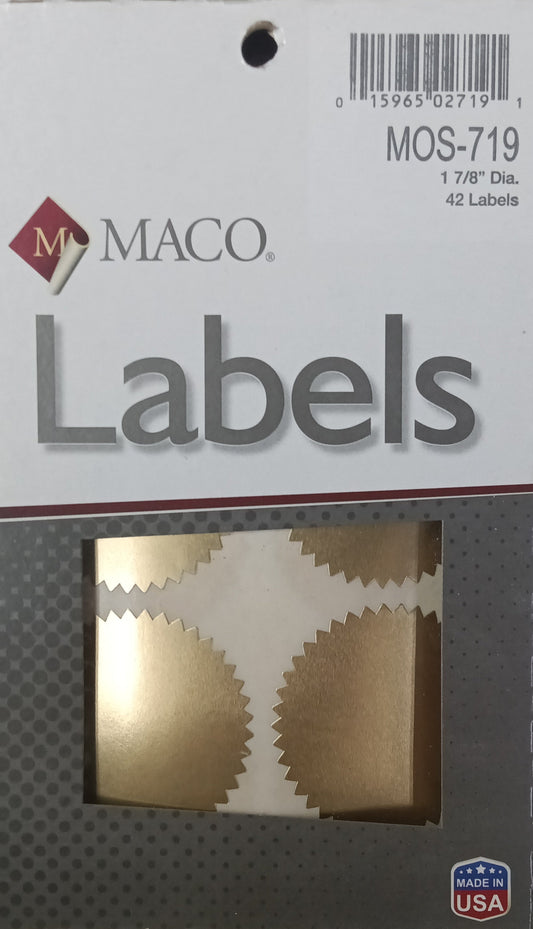 0 15965 02719 1
MOS-719
1 7/8" Dia.
42 Labels
M MACO®
Labels
MADE IN
USA